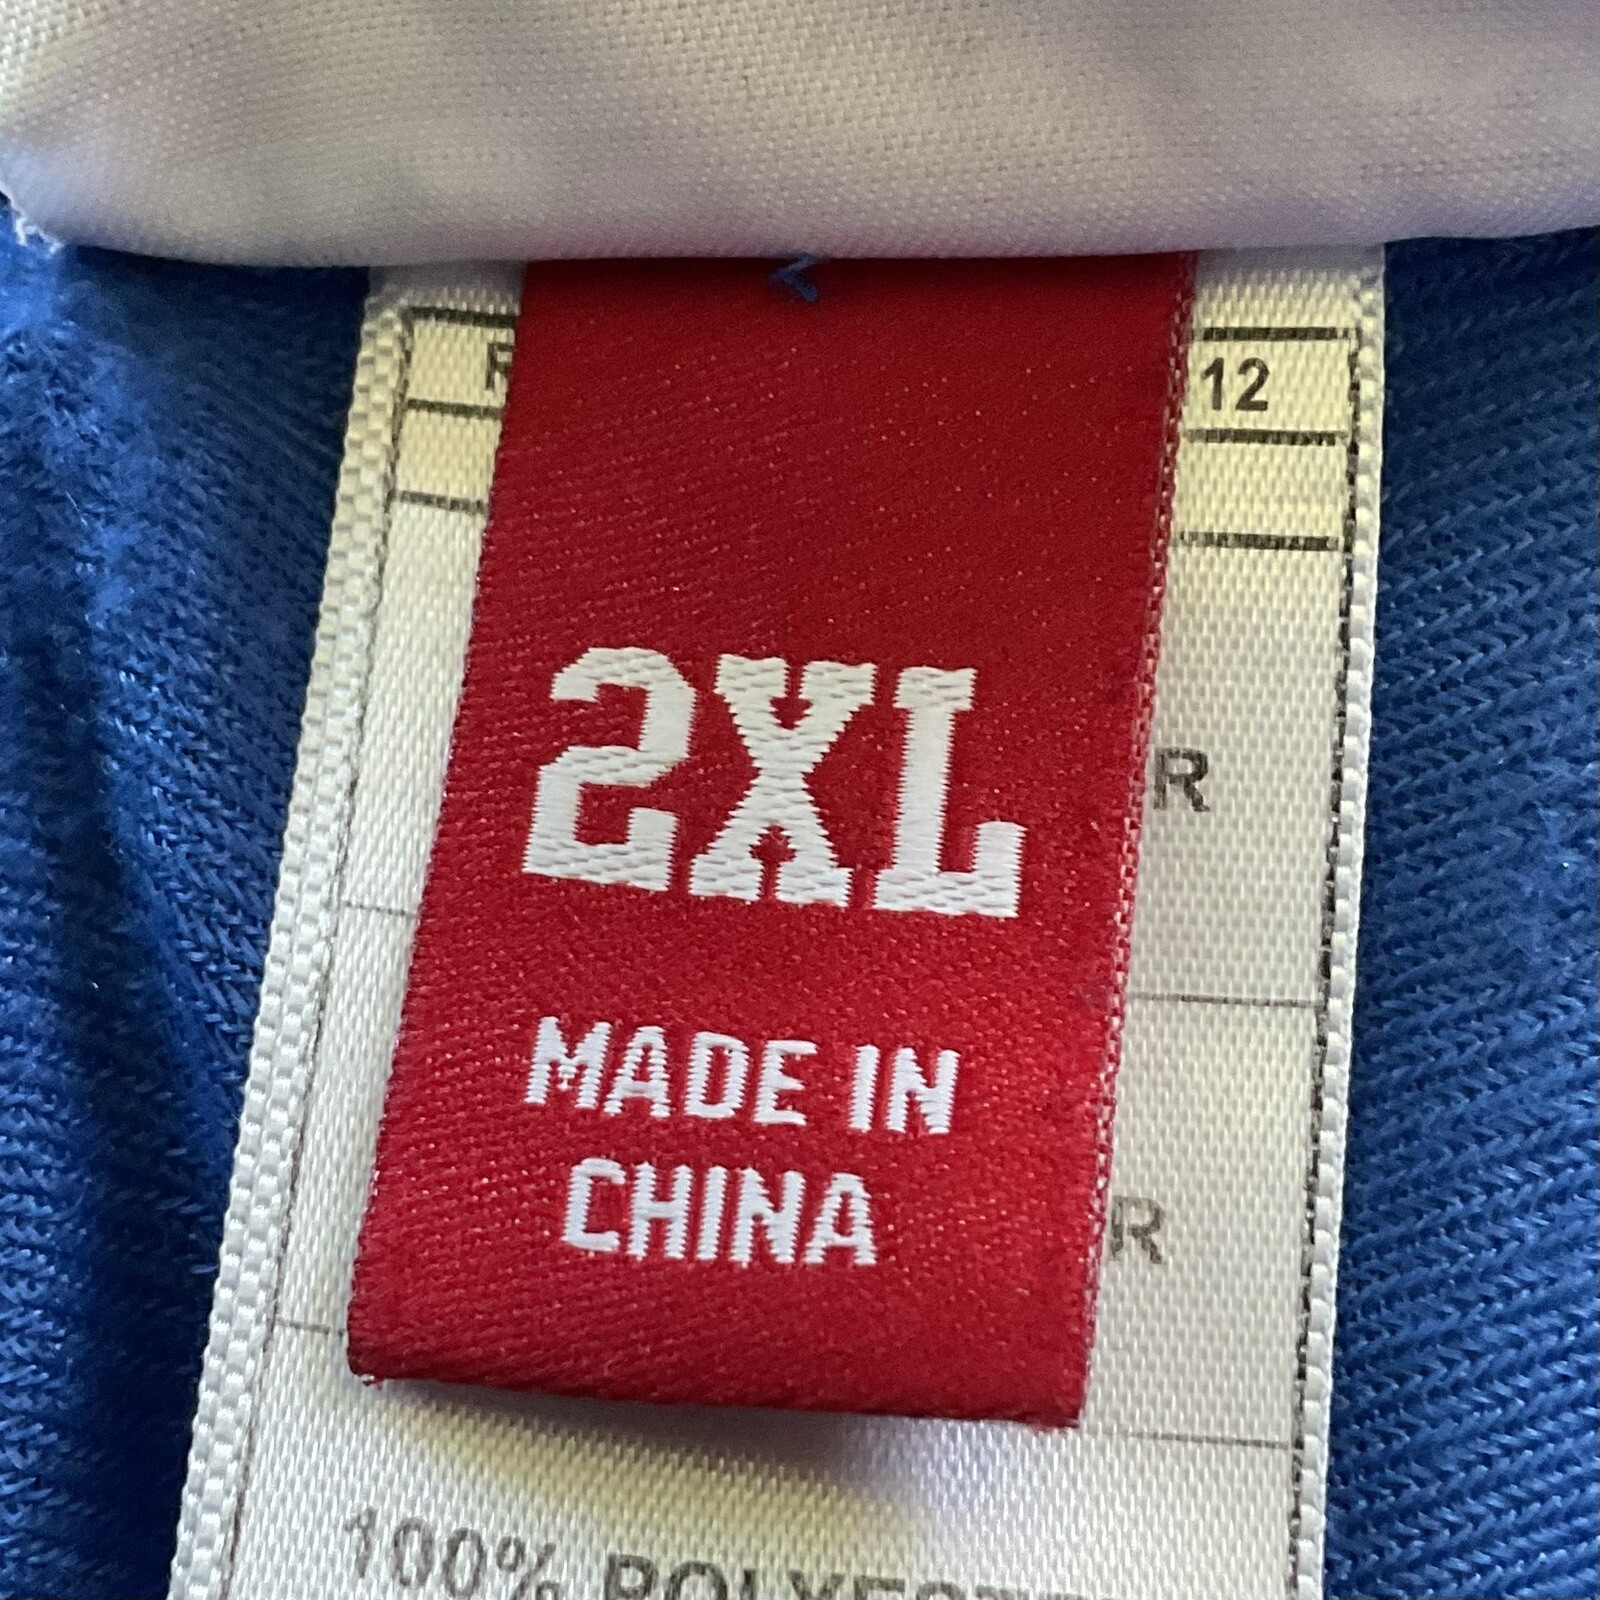 12
2XL
R
MADE IN
CHINA
R
100% POLYESTER